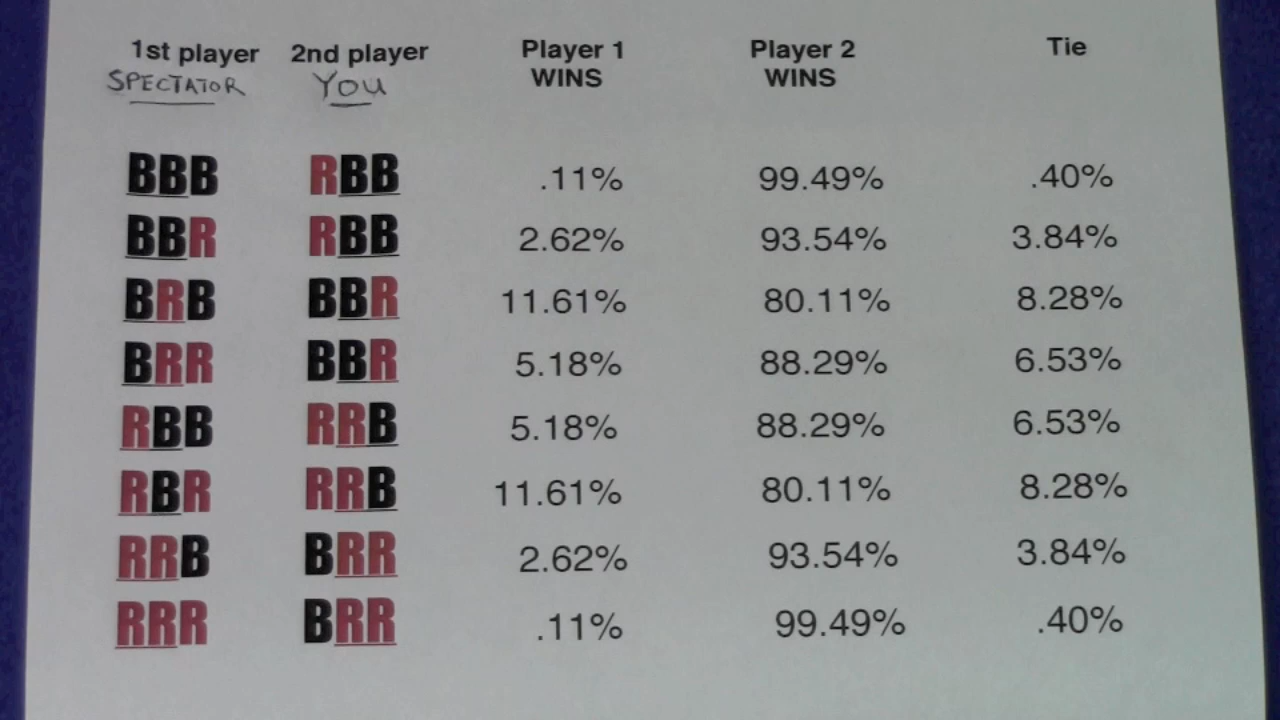 1st player 2nd player Player 1 Player 2 Tie
SPECTATOR YOU WINS WINS
BBB RBB .11% 99.49% .40%
BBR RBB 2.62% 93.54% 3.84%
BRB BBR 11.61% 80.11% 8.28%
BRR BBR 5.18% 88.29% 6.53%
RBB RRB 5.18% 88.29% 6.53%
RBR RRB 11.61% 80.11% 8.28%
RRB BRR 2.62% 93.54% 3.84%
RRR BRR .11% 99.49% .40%